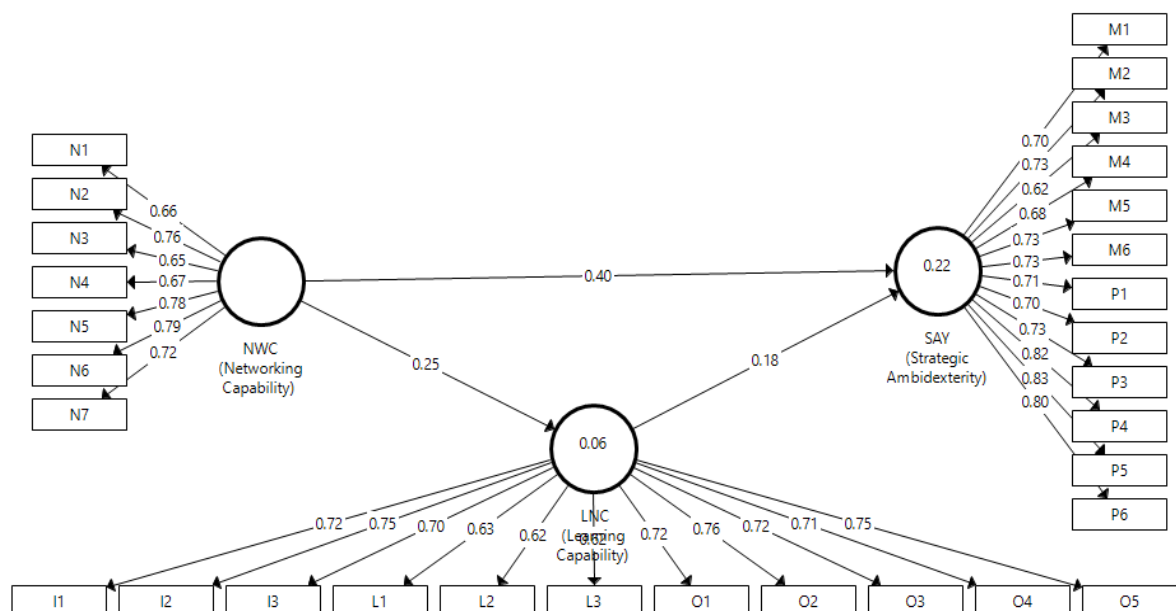 M1
M2
M3
M4
M5
M6
P1
P2
P3
P4
P5
P6
0.70
0.73
0.62
0.68
0.73
0.73
0.71
0.70
0.73
0.82
0.83
0.80
N1
N2
N3
N4
N5
N6
N7
0.66
0.76
0.65
0.67
0.78
0.79
0.72
NWC
(Networking
Capability)
0.40
0.22
SAY
(Strategic
Ambidexterity)
0.25
0.18
0.06
LNC
(Learning
Capability)
0.72
0.75
0.70
0.63
0.62
0.62
0.72
0.76
0.72
0.71
0.75
I1
I2
I3
L1
L2
L3
O1
O2
O3
O4
O5